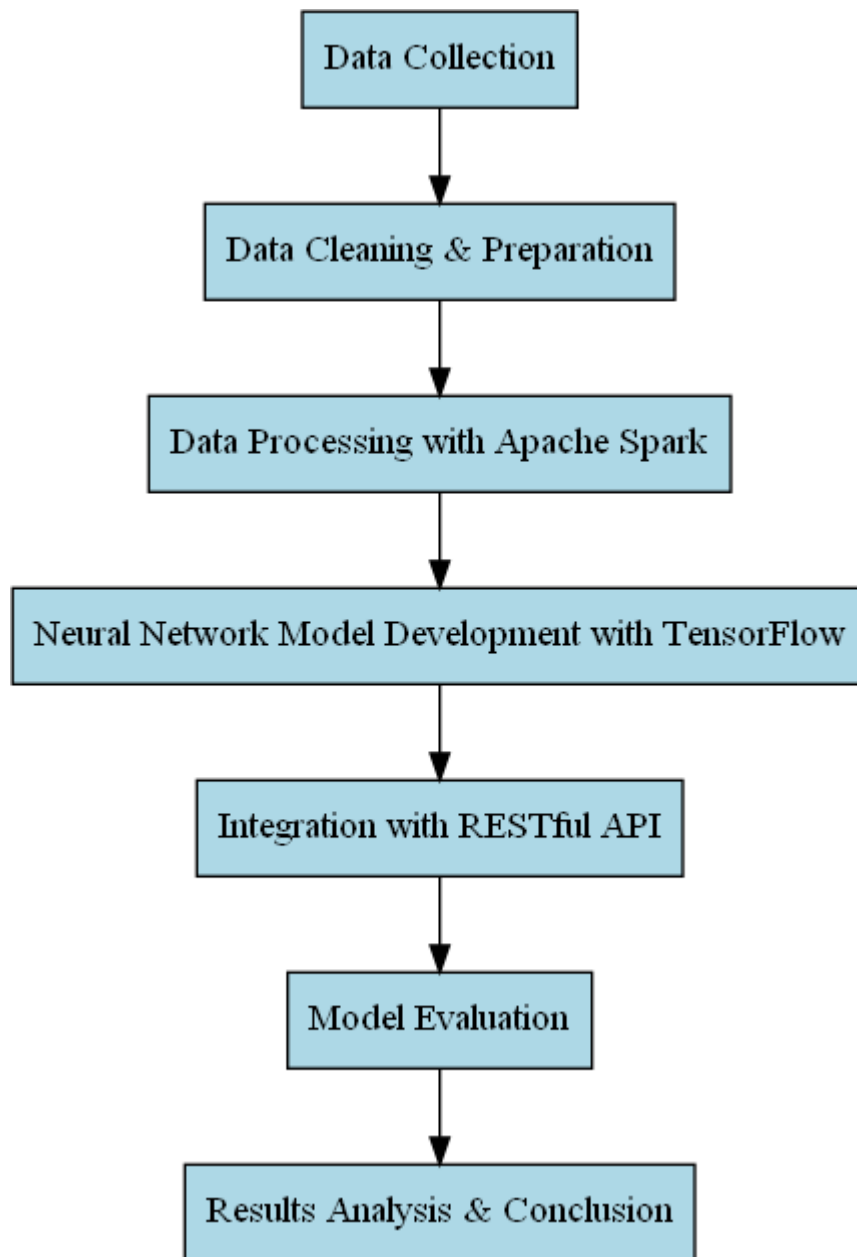 Data Collection
Data Cleaning & Preparation
Data Processing with Apache Spark
Neural Network Model Development with TensorFlow
Integration with RESTful API
Model Evaluation
Results Analysis & Conclusion